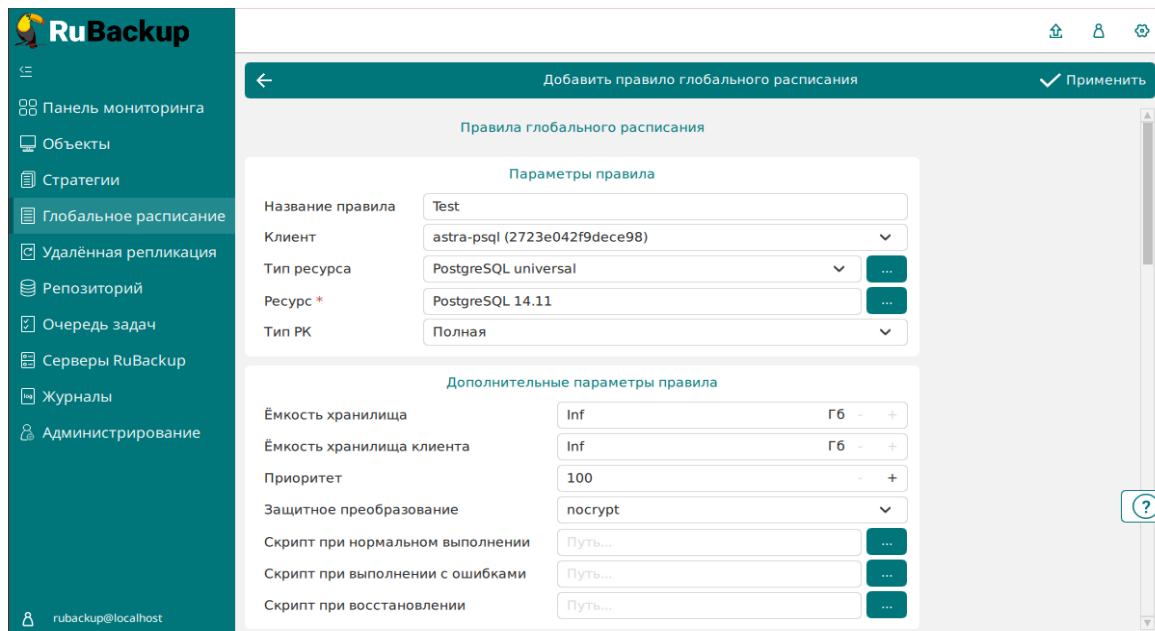 RuBackup
Панель мониторинга
Объекты
Стратегии
Глобальное расписание
Удалённая репликация
Репозиторий
Очередь задач
Серверы RuBackup
Журналы
Администрирование
rubackup@localhost
Добавить правило глобального расписания
Применить
Правила глобального расписания
Параметры правила
Название правила Test
Клиент astra-psql (2723e042f9dece98)
Тип ресурса PostgreSQL universal ...
Ресурс * PostgreSQL 14.11 ...
Тип РК Полная
Дополнительные параметры правила
Ёмкость хранилища Inf Гб - +
Ёмкость хранилища клиента Inf Гб - +
Приоритет 100 - +
Защитное преобразование nocrypt
Скрипт при нормальном выполнении Путь... ...
Скрипт при выполнении с ошибками Путь... ...
Скрипт при восстановлении Путь... ...
?